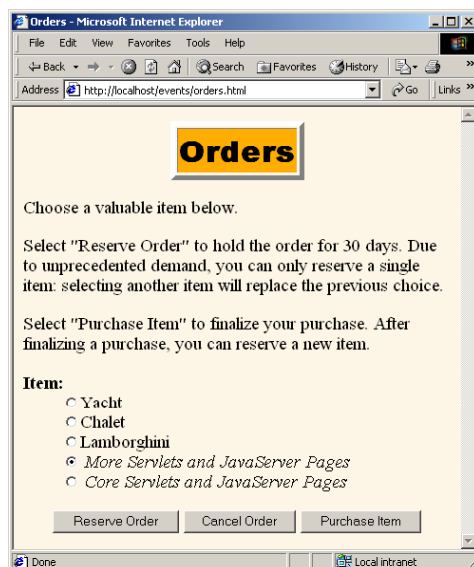 Orders - Microsoft Internet Explorer
File Edit View Favorites Tools Help
Back Search Favorites History »
Address http://localhost/events/orders.html Go Links »
Orders
Choose a valuable item below.
Select "Reserve Order" to hold the order for 30 days. Due
to unprecedented demand, you can only reserve a single
item: selecting another item will replace the previous choice.
Select "Purchase Item" to finalize your purchase. After
finalizing a purchase, you can reserve a new item.
Item:
Yacht
Chalet
Lamborghini
More Servlets and JavaServer Pages
Core Servlets and JavaServer Pages
Reserve Order Cancel Order Purchase Item
Done Local intranet